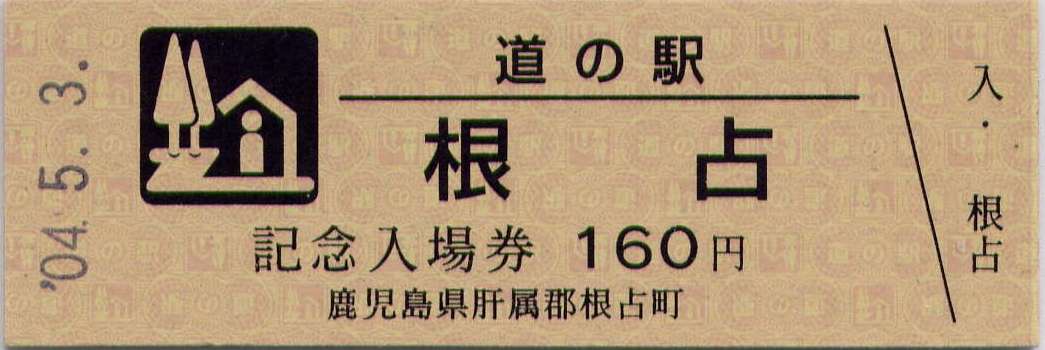 '04. 5. 3.
道の駅
根占
記念入場券 160円
鹿児島県肝属郡根占町
入・根占